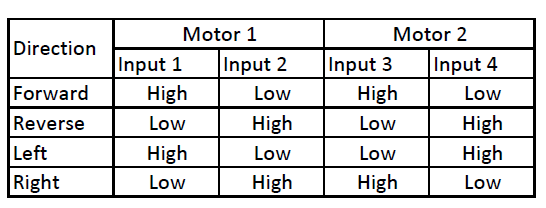 Direction Motor 1 Motor 2
Input 1 Input 2 Input 3 Input 4
Forward High Low High Low
Reverse Low High Low High
Left High Low Low High
Right Low High High Low